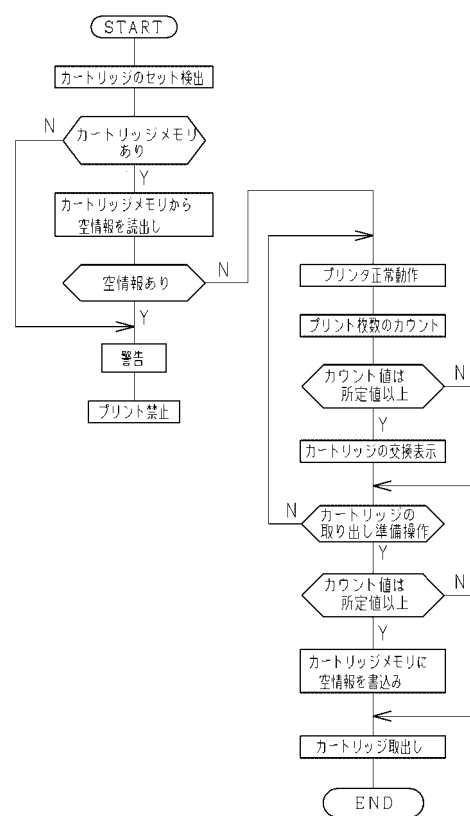 START
カートリッジのセット検出
N
カートリッジメモリ
あり
Y
カートリッジメモリから
空情報を読出し
空情報あり
N
Y
警告
プリント禁止
プリンタ正常動作
プリント枚数のカウント
カウント値は
所定値以上
N
Y
カートリッジの交換表示
N
カートリッジの
取り出し準備操作
Y
カウント値は
所定値以上
N
Y
カートリッジメモリに
空情報を書込み
カートリッジ取出し
END